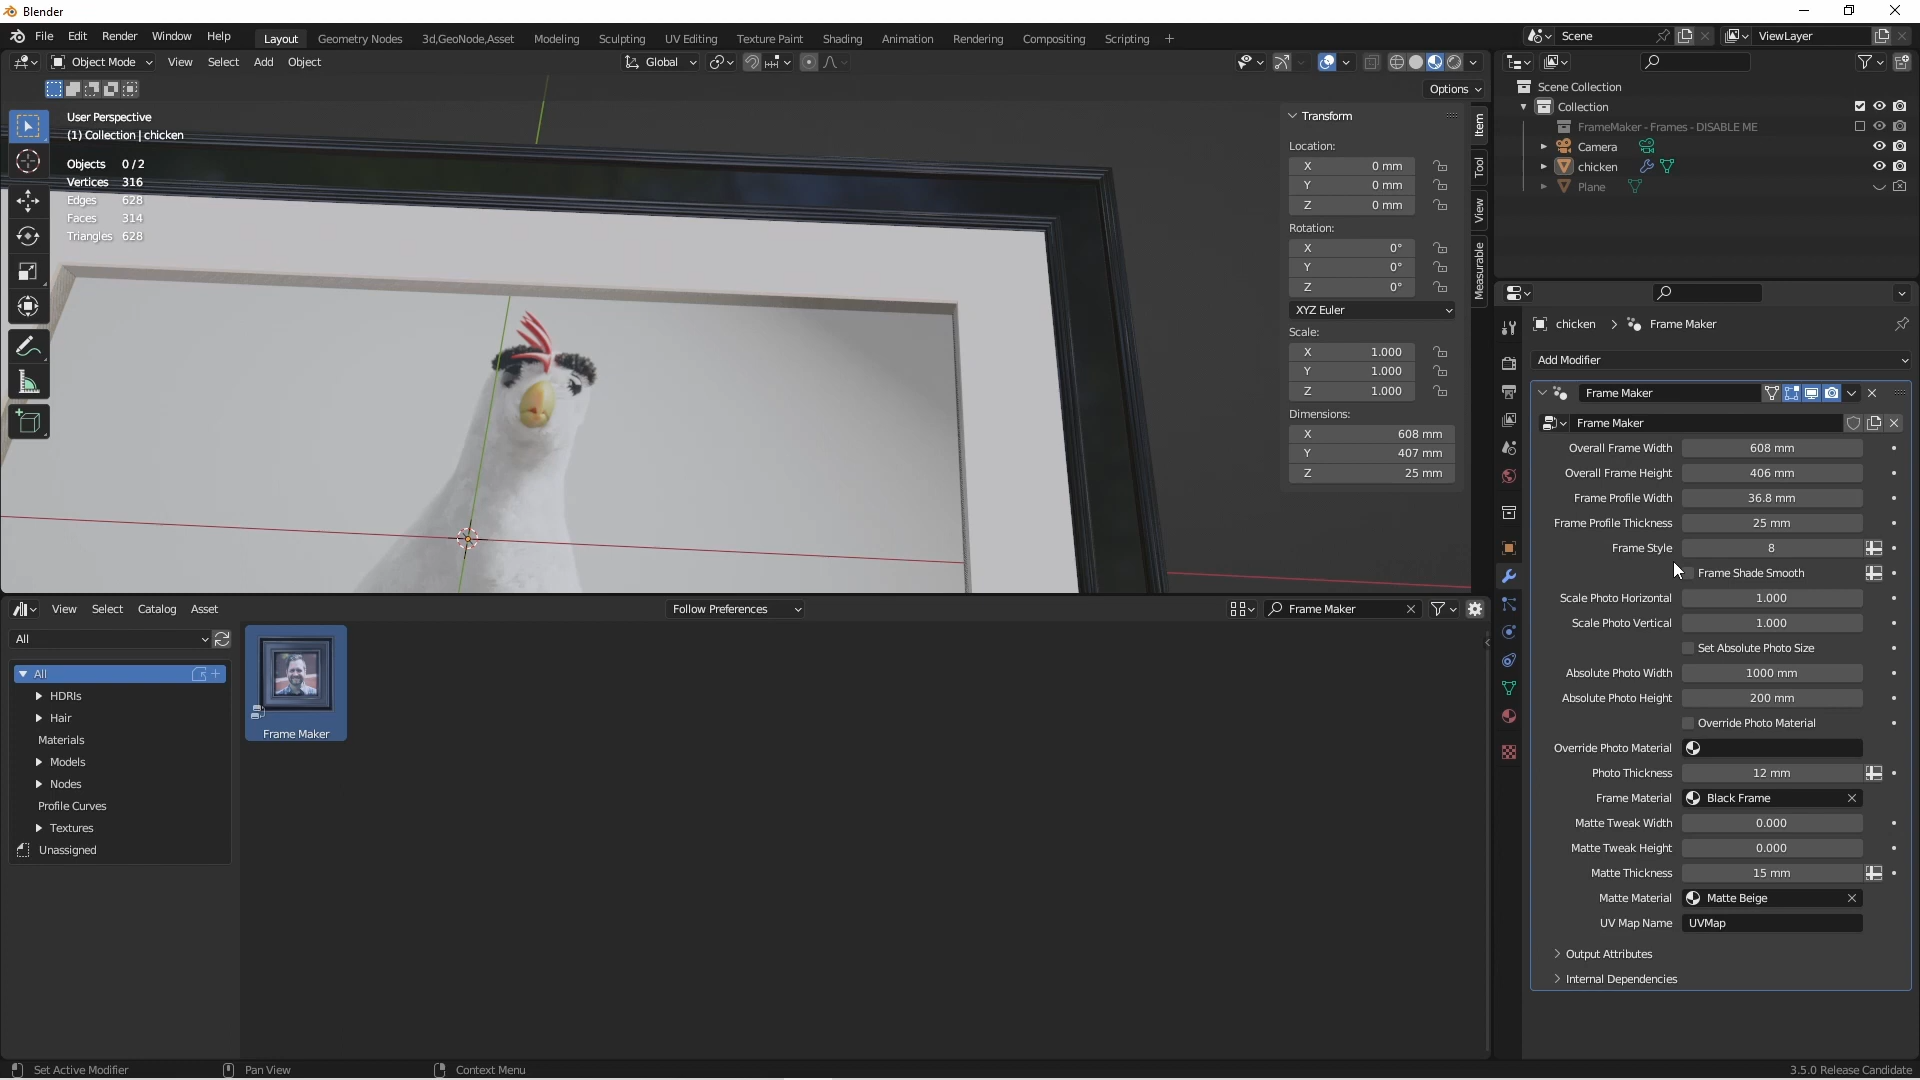 Blender
File Edit Render Window Help Layout Geometry Nodes 3d,GeoNode,Asset Modeling Sculpting UV Editing Texture Paint Shading Animation Rendering Compositing Scripting + Scene ViewLayer
Object Mode View Select Add Object Global
Options
User Perspective
(1) Collection | chicken
Objects 0/2
Vertices 316
Edges 628
Faces 314
Triangles 628
Transform
Location:
X 0 mm
Y 0 mm
Z 0 mm
Rotation:
X 0°
Y 0°
Z 0°
XYZ Euler
Scale:
X 1.000
Y 1.000
Z 1.000
Dimensions:
X 608 mm
Y 407 mm
Z 25 mm
Item
Tool
View
Measurable
Scene Collection
Collection
FrameMaker - Frames - DISABLE ME
Camera
chicken
Plane
chicken > Frame Maker
Add Modifier
Frame Maker
Frame Maker
Overall Frame Width 608 mm
Overall Frame Height 406 mm
Frame Profile Width 36.8 mm
Frame Profile Thickness 25 mm
Frame Style 8
Frame Shade Smooth
Scale Photo Horizontal 1.000
Scale Photo Vertical 1.000
Set Absolute Photo Size
Absolute Photo Width 1000 mm
Absolute Photo Height 200 mm
Override Photo Material
Override Photo Material
Photo Thickness 12 mm
Frame Material Black Frame
Matte Tweak Width 0.000
Matte Tweak Height 0.000
Matte Thickness 15 mm
Matte Material Matte Beige
UV Map Name UVMap
Output Attributes
Internal Dependencies
View Select Catalog Asset Follow Preferences Frame Maker
All
All
HDRIs
Hair
Materials
Models
Nodes
Profile Curves
Textures
Unassigned
Frame Maker
Set Active Modifier Pan View Context Menu 3.5.0 Release Candidate